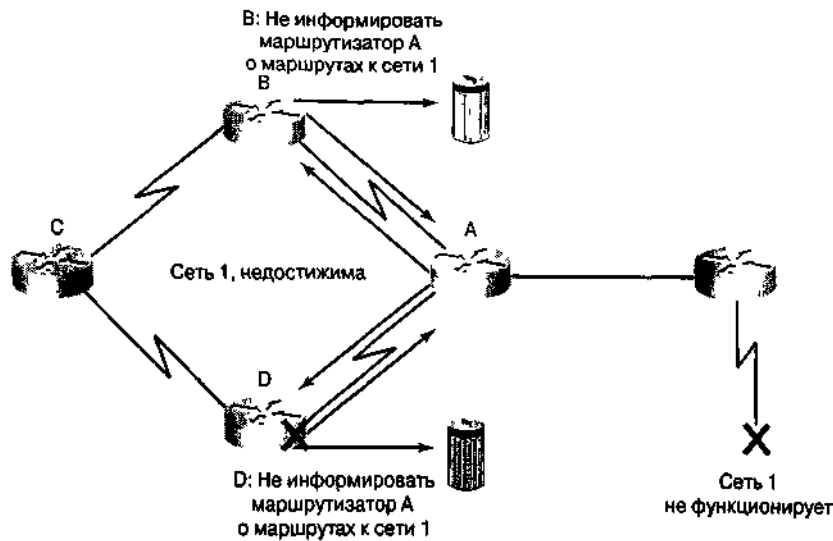 B: Не информировать
маршрутизатор A
о маршрутах к сети 1
B
C
A
Сеть 1, недостижима
D
D: Не информировать
маршрутизатор A
о маршрутах к сети 1
Сеть 1
не функционирует